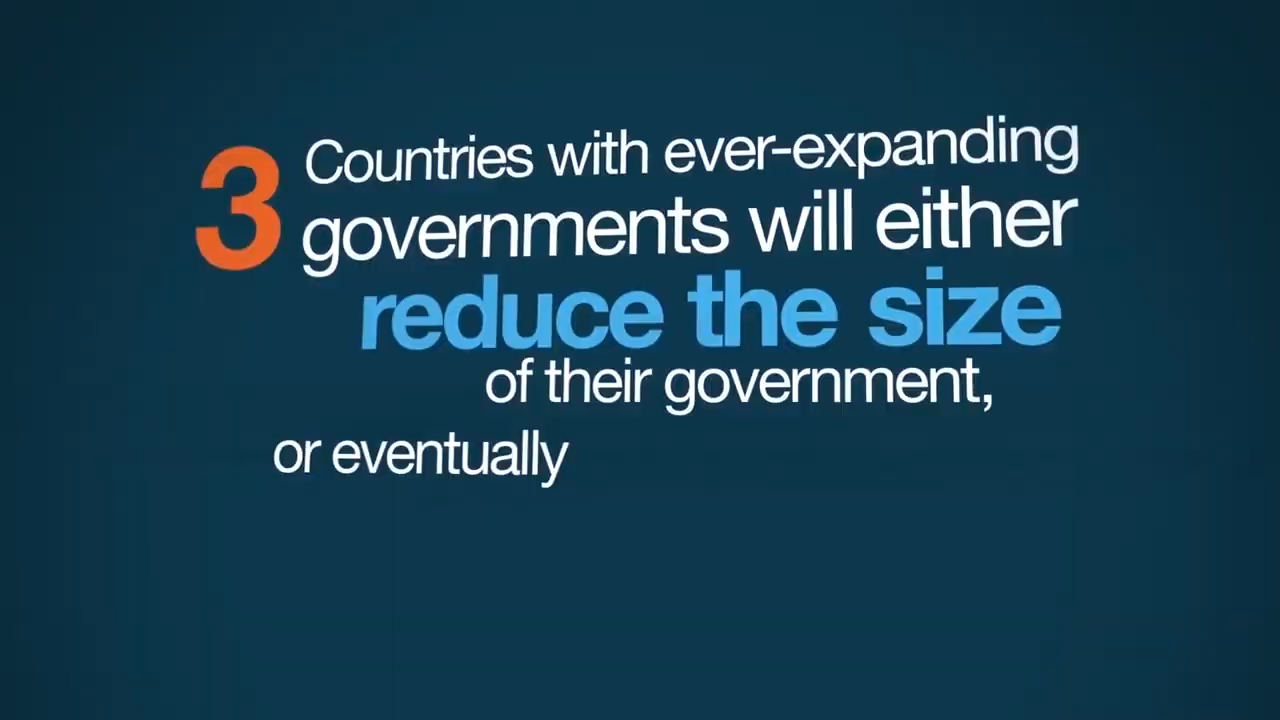 3 Countries with ever-expanding
governments will either
reduce the size
of their government,
or eventually